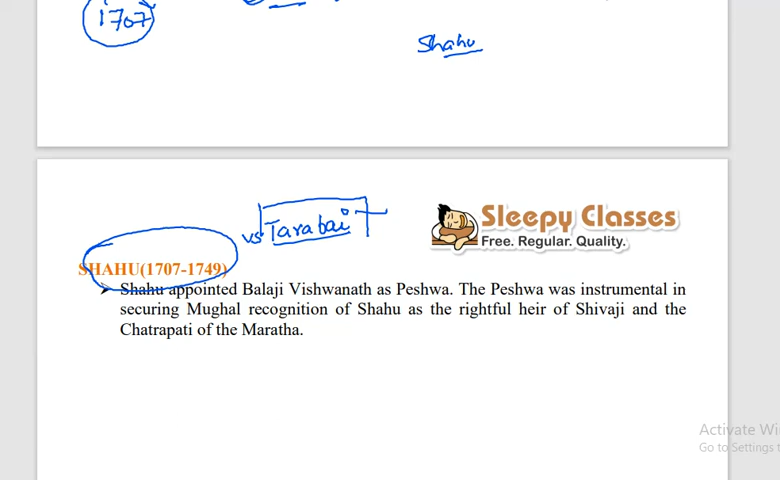 1707
Shahu
vs Tarabai
Sleepy Classes
Free. Regular. Quality.
SHAHU(1707-1749)
➤ Shahu appointed Balaji Vishwanath as Peshwa. The Peshwa was instrumental in
securing Mughal recognition of Shahu as the rightful heir of Shivaji and the
Chatrapati of the Maratha.
Activate Wi
Go to Settings t